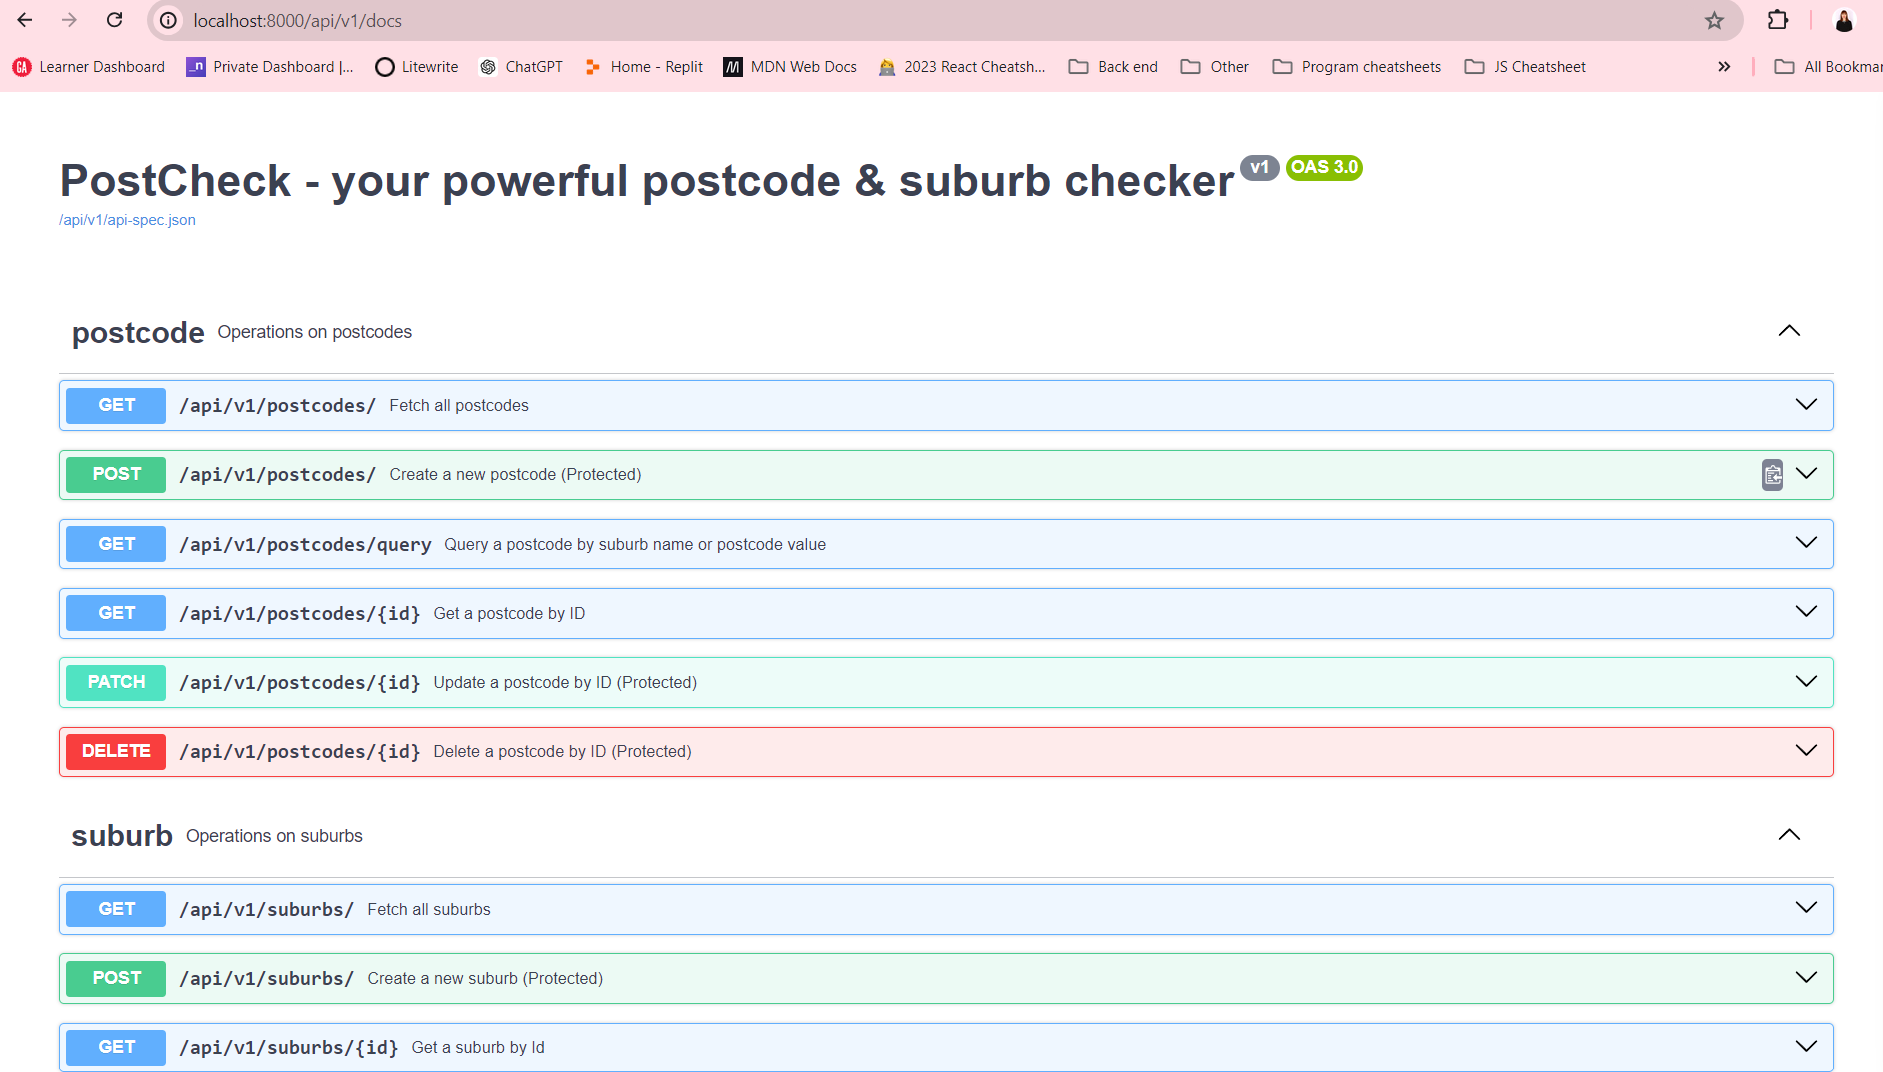 localhost:8000/api/v1/docs
GA Learner Dashboard _n Private Dashboard |... Litewrite ChatGPT Home - Replit M MDN Web Docs 2023 React Cheatsh... Back end Other Program cheatsheets JS Cheatsheet » All Bookmar
PostCheck - your powerful postcode & suburb checker v1 OAS 3.0
/api/v1/api-spec.json
postcode Operations on postcodes
GET /api/v1/postcodes/ Fetch all postcodes
POST /api/v1/postcodes/ Create a new postcode (Protected)
GET /api/v1/postcodes/query Query a postcode by suburb name or postcode value
GET /api/v1/postcodes/{id} Get a postcode by ID
PATCH /api/v1/postcodes/{id} Update a postcode by ID (Protected)
DELETE /api/v1/postcodes/{id} Delete a postcode by ID (Protected)
suburb Operations on suburbs
GET /api/v1/suburbs/ Fetch all suburbs
POST /api/v1/suburbs/ Create a new suburb (Protected)
GET /api/v1/suburbs/{id} Get a suburb by Id